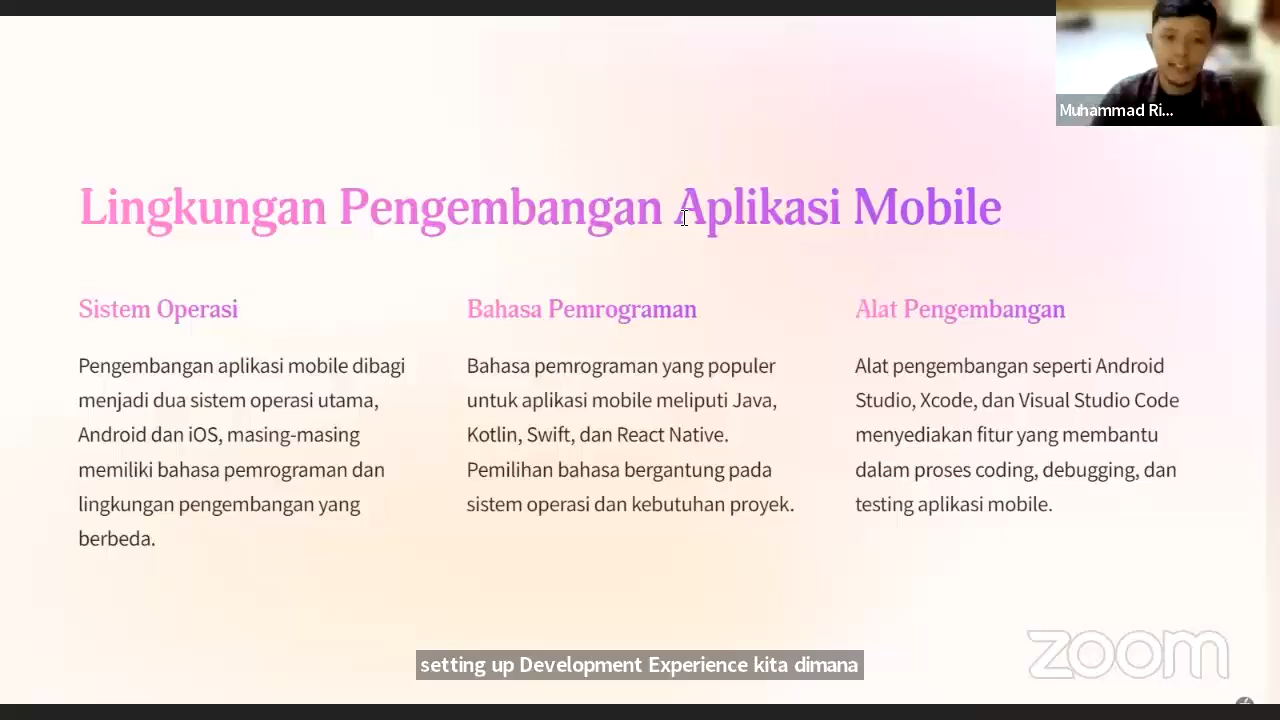 Muhammad Ri...
Lingkungan Pengembangan Aplikasi Mobile
Sistem Operasi
Pengembangan aplikasi mobile dibagi
menjadi dua sistem operasi utama,
Android dan iOS, masing-masing
memiliki bahasa pemrograman dan
lingkungan pengembangan yang
berbeda.
Bahasa Pemrograman
Bahasa pemrograman yang populer
untuk aplikasi mobile meliputi Java,
Kotlin, Swift, dan React Native.
Pemilihan bahasa bergantung pada
sistem operasi dan kebutuhan proyek.
Alat Pengembangan
Alat pengembangan seperti Android
Studio, Xcode, dan Visual Studio Code
menyediakan fitur yang membantu
dalam proses coding, debugging, dan
testing aplikasi mobile.
setting up Development Experience kita dimana
zoom